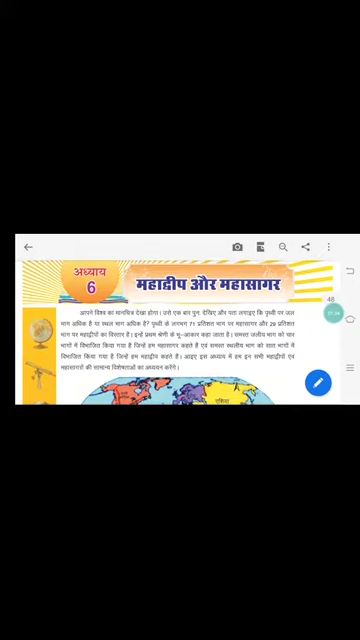 अध्याय
6
महाद्वीप और महासागर
48
आपने विश्व का मानचित्र देखा होगा। उसे एक बार पुनः देखिए और पता लगाइए कि पृथ्वी पर जल
भाग अधिक है या स्थल भाग अधिक है? पृथ्वी के लगभग 71 प्रतिशत भाग पर महासागर और 29 प्रतिशत
भाग पर महाद्वीपों का विस्तार है। इन्हें प्रथम श्रेणी के भू-आकार कहा जाता है। समस्त जलीय भाग को चार
भागों में विभाजित किया गया है जिन्हें हम महासागर कहते हैं एवं समस्त स्थलीय भाग को सात भागों में
विभाजित किया गया है जिन्हें हम महाद्वीप कहते हैं। आइए इस अध्याय में हम इन सभी महाद्वीपों एवं
महासागरों की सामान्य विशेषताओं का अध्ययन करेंगे।
एशिया